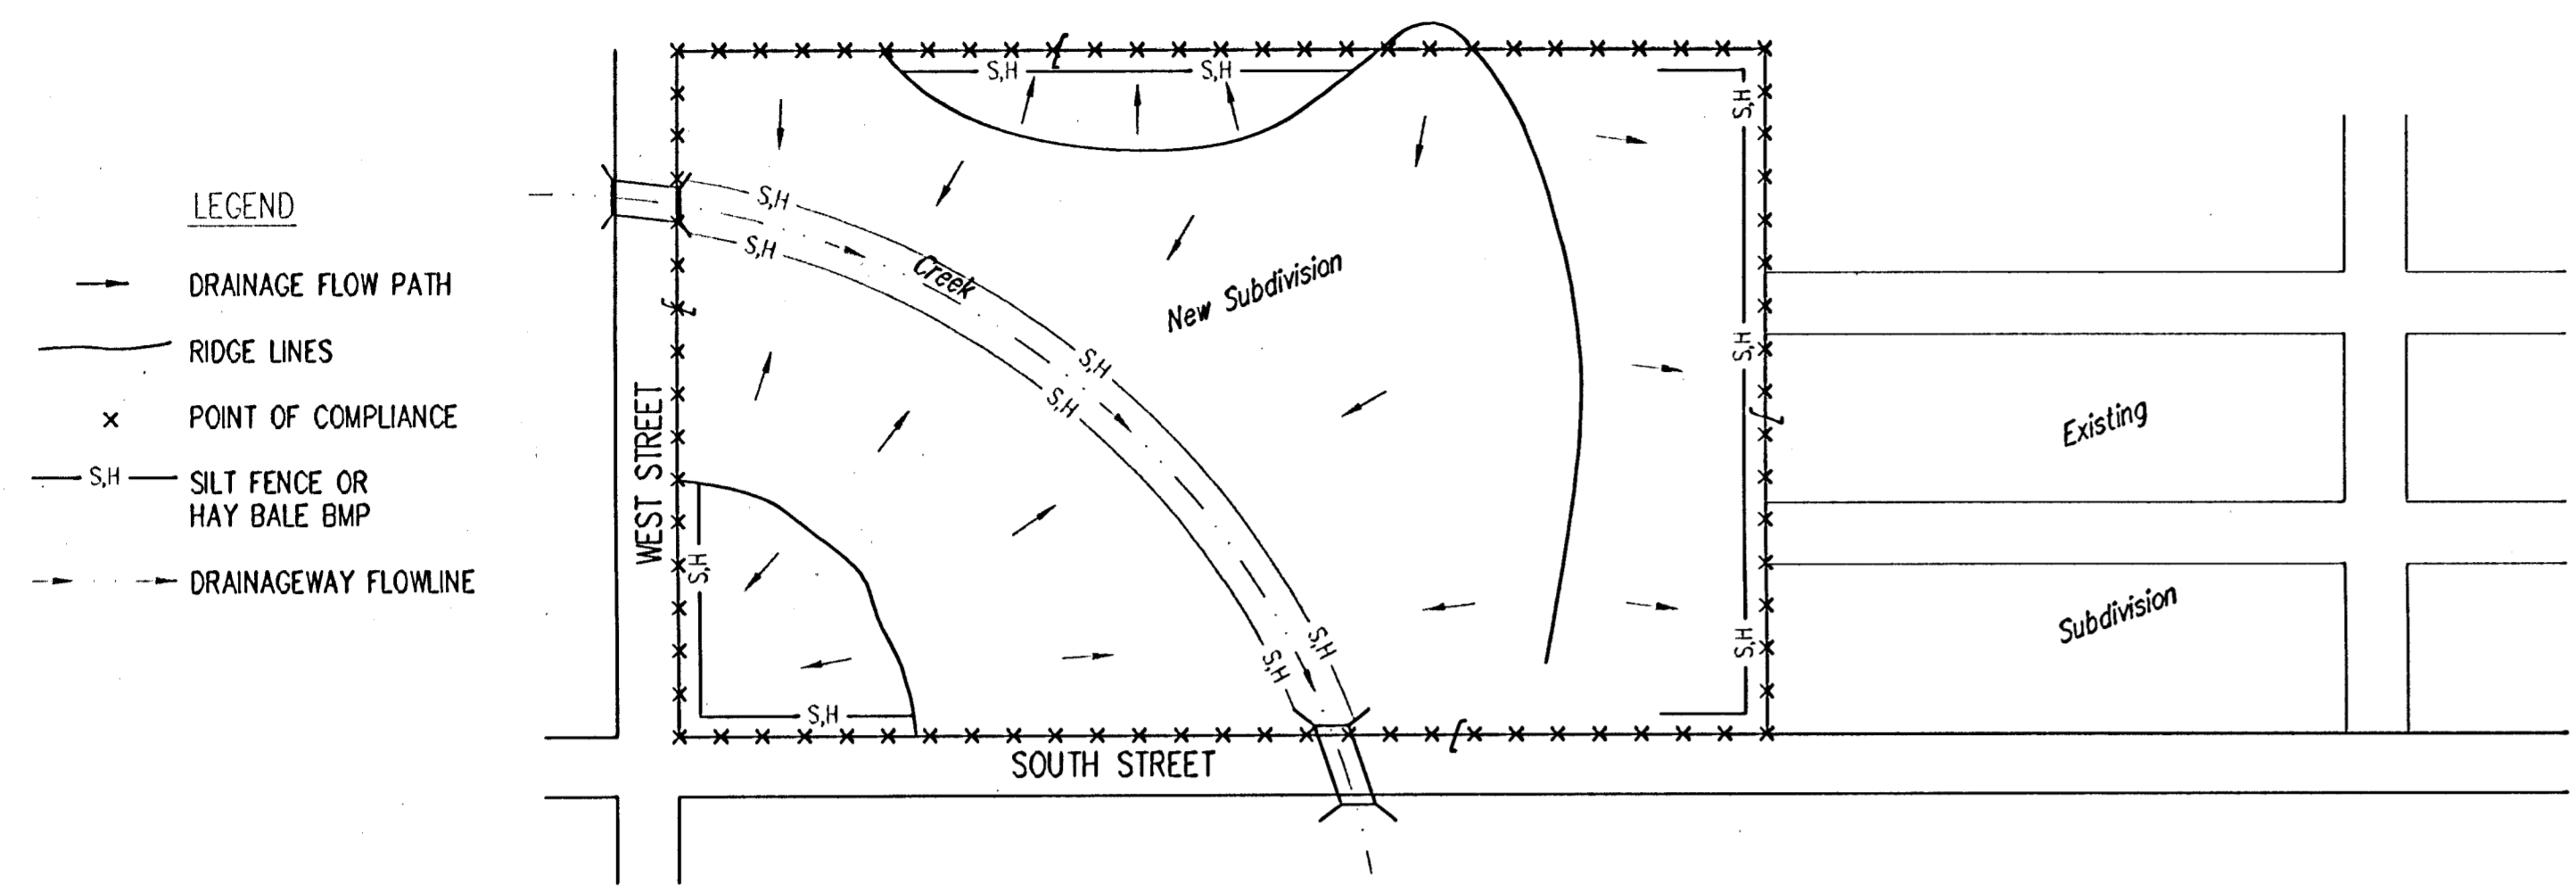 LEGEND
DRAINAGE FLOW PATH
RIDGE LINES
x POINT OF COMPLIANCE
S,H SILT FENCE OR
HAY BALE BMP
DRAINAGEWAY FLOWLINE
S,H S,H
S,H
S,H
S,H
Creek
New Subdivision
S,H
S,H
S,H
WEST STREET
S,H
Existing
Subdivision
S,H
S,H
S,H
S,H
SOUTH STREET